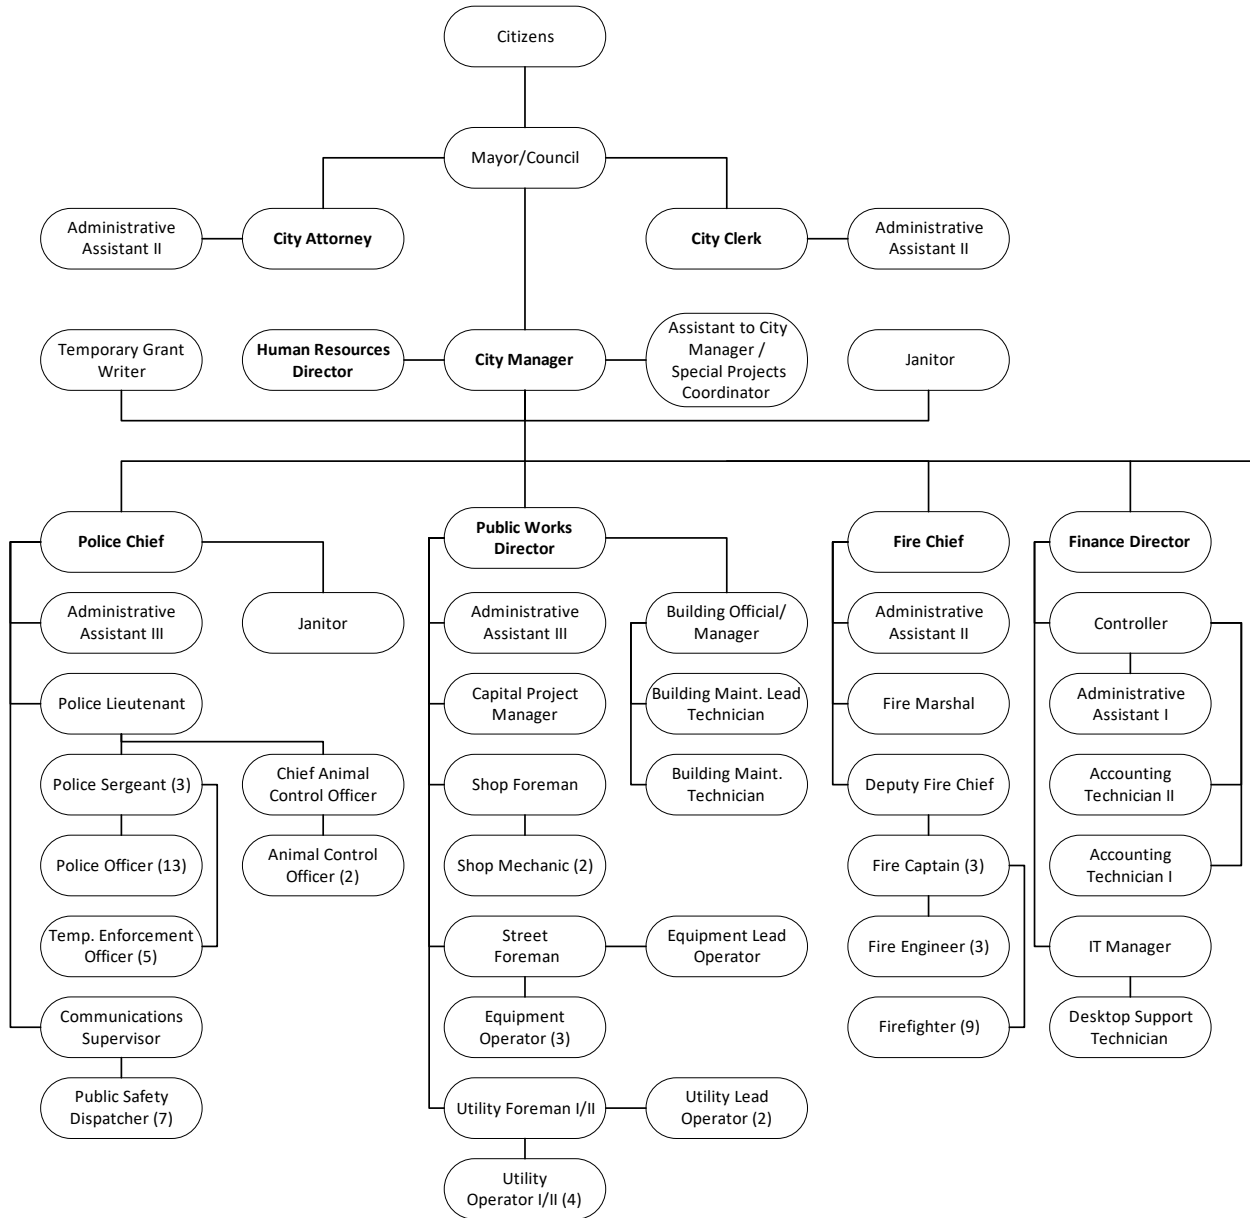 Citizens
Mayor/Council
Administrative
Assistant II
City Attorney
City Clerk
Administrative
Assistant II
Temporary Grant
Writer
Human Resources
Director
City Manager
Assistant to City
Manager /
Special Projects
Coordinator
Janitor
Police Chief
Public Works
Director
Fire Chief
Finance Director
Administrative
Assistant III
Janitor
Administrative
Assistant III
Building Official/
Manager
Administrative
Assistant II
Controller
Police Lieutenant
Capital Project
Manager
Building Maint. Lead
Technician
Fire Marshal
Administrative
Assistant I
Police Sergeant (3)
Chief Animal
Control Officer
Shop Foreman
Building Maint.
Technician
Deputy Fire Chief
Accounting
Technician II
Police Officer (13)
Animal Control
Officer (2)
Shop Mechanic (2)
Fire Captain (3)
Accounting
Technician I
Temp. Enforcement
Officer (5)
Street
Foreman
Equipment Lead
Operator
Fire Engineer (3)
IT Manager
Communications
Supervisor
Equipment
Operator (3)
Firefighter (9)
Desktop Support
Technician
Public Safety
Dispatcher (7)
Utility Foreman I/II
Utility Lead
Operator (2)
Utility
Operator I/II (4)